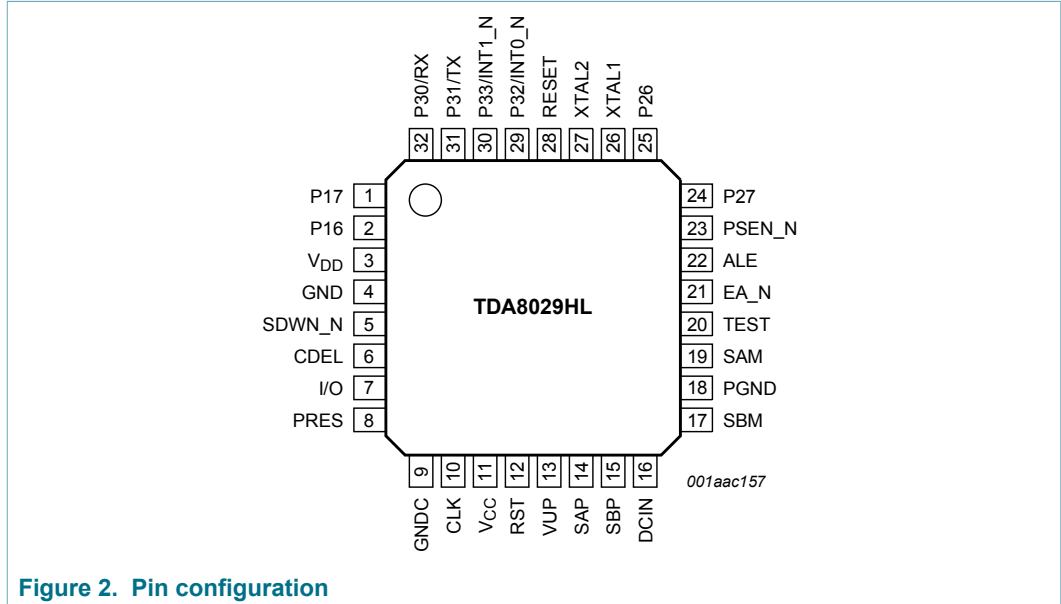 32 P30/RX
31 P31/TX
30 P33/INT1_N
29 P32/INT0_N
28 RESET
27 XTAL2
26 XTAL1
25 P26
P17 1
P16 2
VDD 3
GND 4
SDWN_N 5
CDEL 6
I/O 7
PRES 8
TDA8029HL
24 P27
23 PSEN_N
22 ALE
21 EA_N
20 TEST
19 SAM
18 PGND
17 SBM
GNDC 9
CLK 10
VCC 11
RST 12
VUP 13
SAP 14
SBP 15
DCIN 16
001aac157
Figure 2. Pin configuration